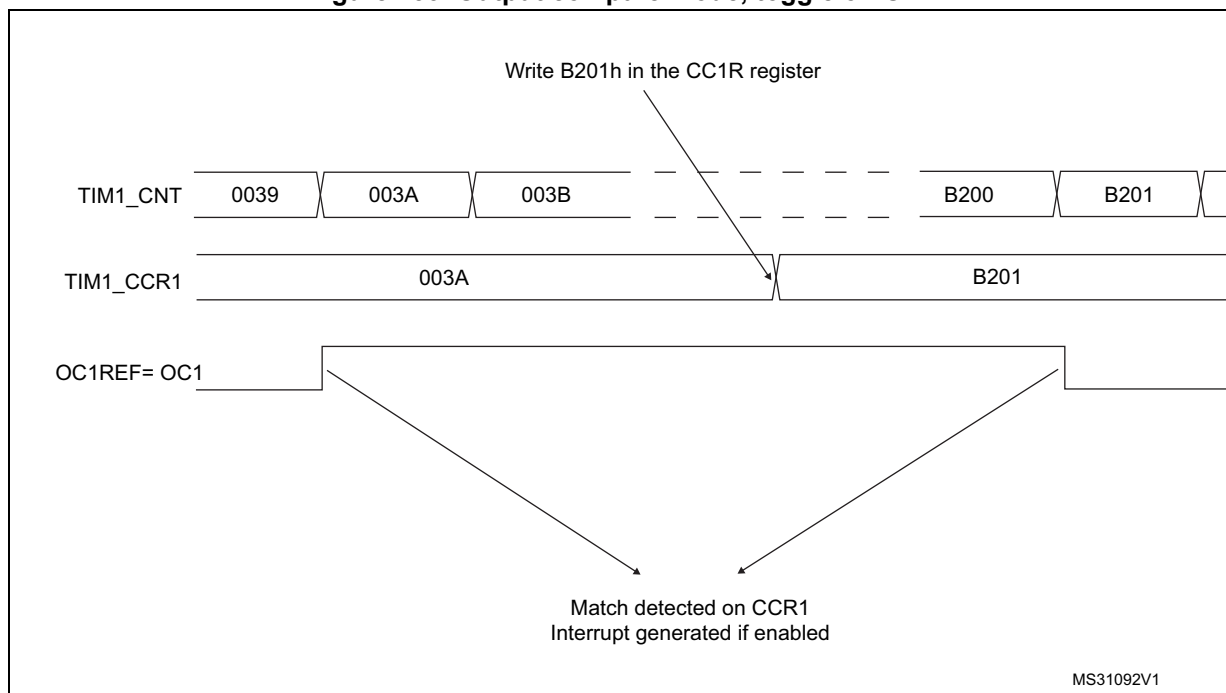 Write B201h in the CC1R register
TIM1_CNT 0039 003A 003B B200 B201
TIM1_CCR1 003A B201
OC1REF= OC1
Match detected on CCR1
Interrupt generated if enabled
MS31092V1